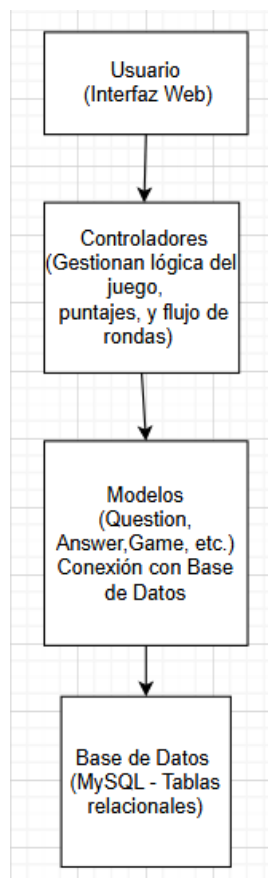 Usuario
(Interfaz Web)
Controladores
(Gestionan lógica del
juego,
puntajes, y flujo de
rondas)
Modelos
(Question,
Answer,Game, etc.)
Conexión con Base
de Datos
Base de Datos
(MySQL - Tablas
relacionales)